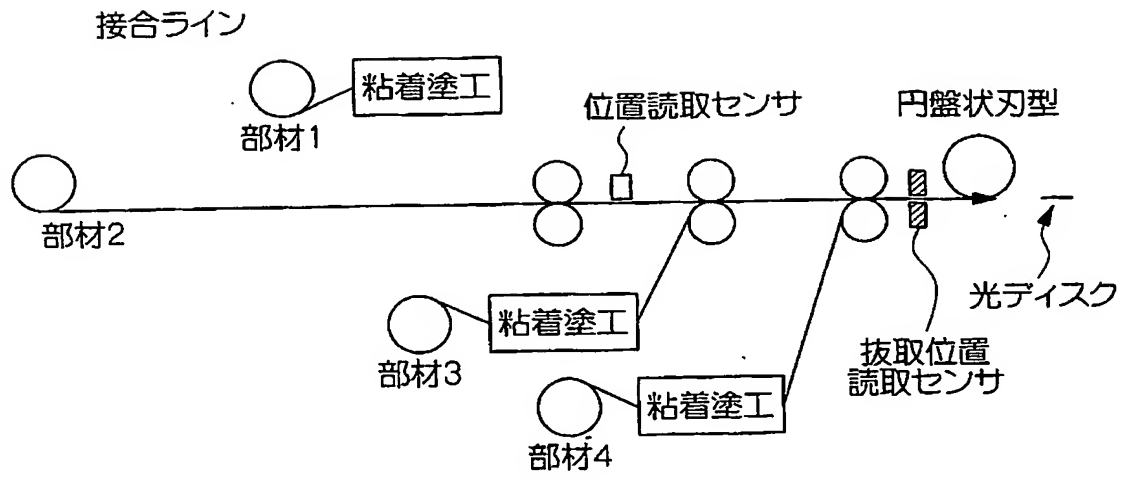 接合ライン
粘着塗工
部材1
位置読取センサ
円盤状刃型
部材2
光ディスク
粘着塗工
部材3
抜取位置
読取センサ
粘着塗工
部材4